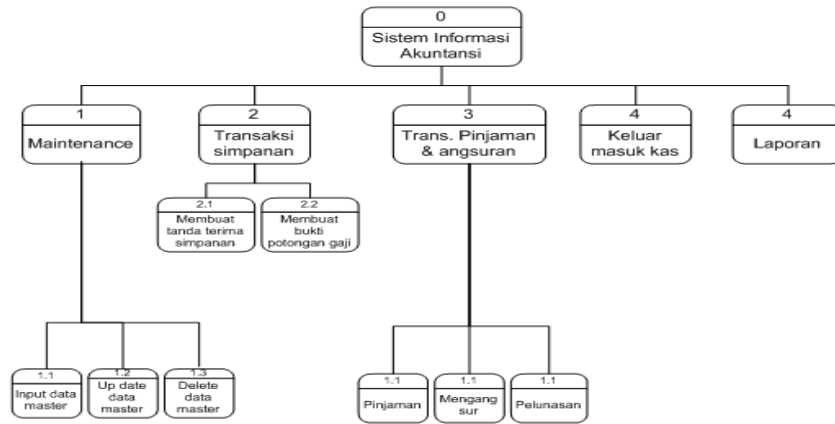 0
Sistem Informasi
Akuntansi
1
Maintenance
2
Transaksi
simpanan
3
Trans. Pinjaman
& angsuran
4
Keluar
masuk kas
4
Laporan
2.1
Membuat
tanda terima
simpanan
2.2
Membuat
bukti
potongan gaji
1.1
Input data
master
1.2
Up date
data
master
1.3
Delete
data
master
1.1
Pinjaman
1.1
Mengang
sur
1.1
Pelunasan